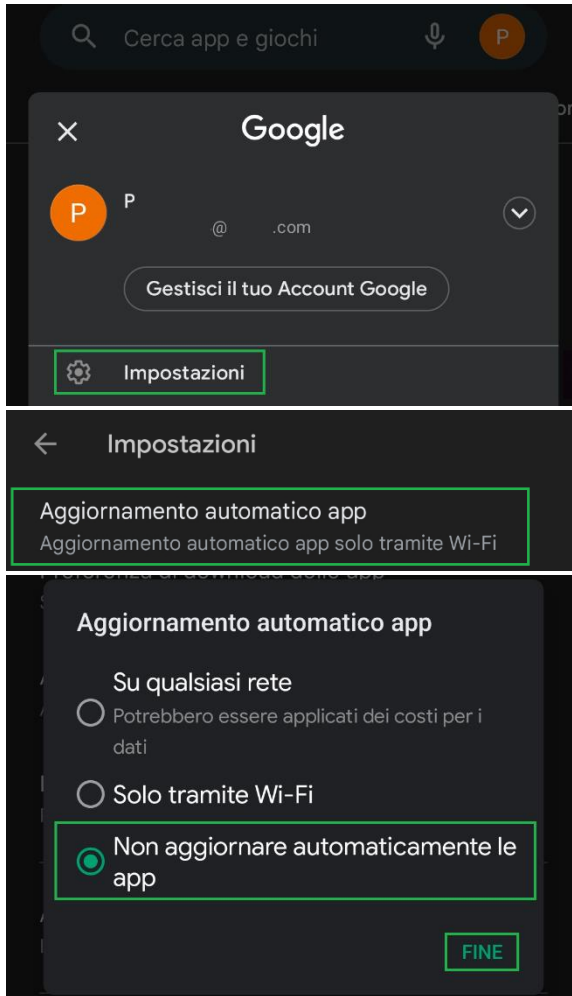 Cerca app e giochi
P
Google
P
P
@ .com
Gestisci il tuo Account Google
Impostazioni
Impostazioni
Aggiornamento automatico app
Aggiornamento automatico app solo tramite Wi-Fi
Aggiornamento automatico app
Su qualsiasi rete
Potrebbero essere applicati dei costi per i
dati
Solo tramite Wi-Fi
Non aggiornare automaticamente le
app
FINE